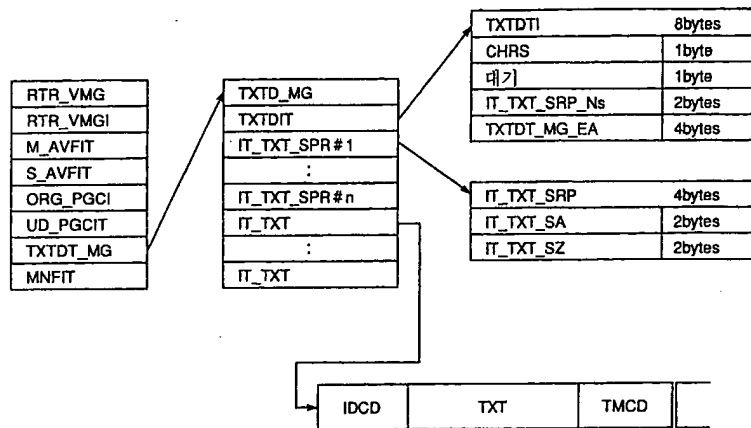 RTR_VMG
RTR_VMGI
M_AVFIT
S_AVFIT
ORG_PGCI
UD_PGCIT
TXTDT_MG
MNFIT
TXTD_MG
TXTDIT
IT_TXT_SPR#1
:
IT_TXT_SPR#n
IT_TXT
:
IT_TXT
TXTDTI 8bytes
CHRS 1byte
대기 1byte
IT_TXT_SRP_Ns 2bytes
TXTDT_MG_EA 4bytes
IT_TXT_SRP 4bytes
IT_TXT_SA 2bytes
IT_TXT_SZ 2bytes
IDCD TXT TMCD